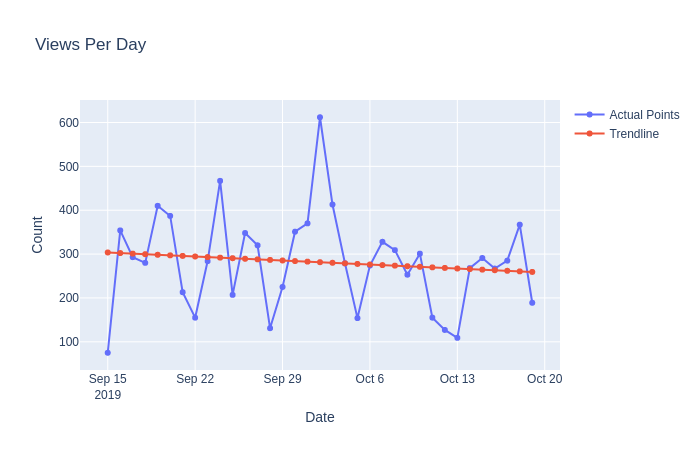 Views Per Day
Actual Points
Trendline
600
500
400
300
200
100
Count
Sep 15
2019
Sep 22
Sep 29
Oct 6
Oct 13
Oct 20
Date